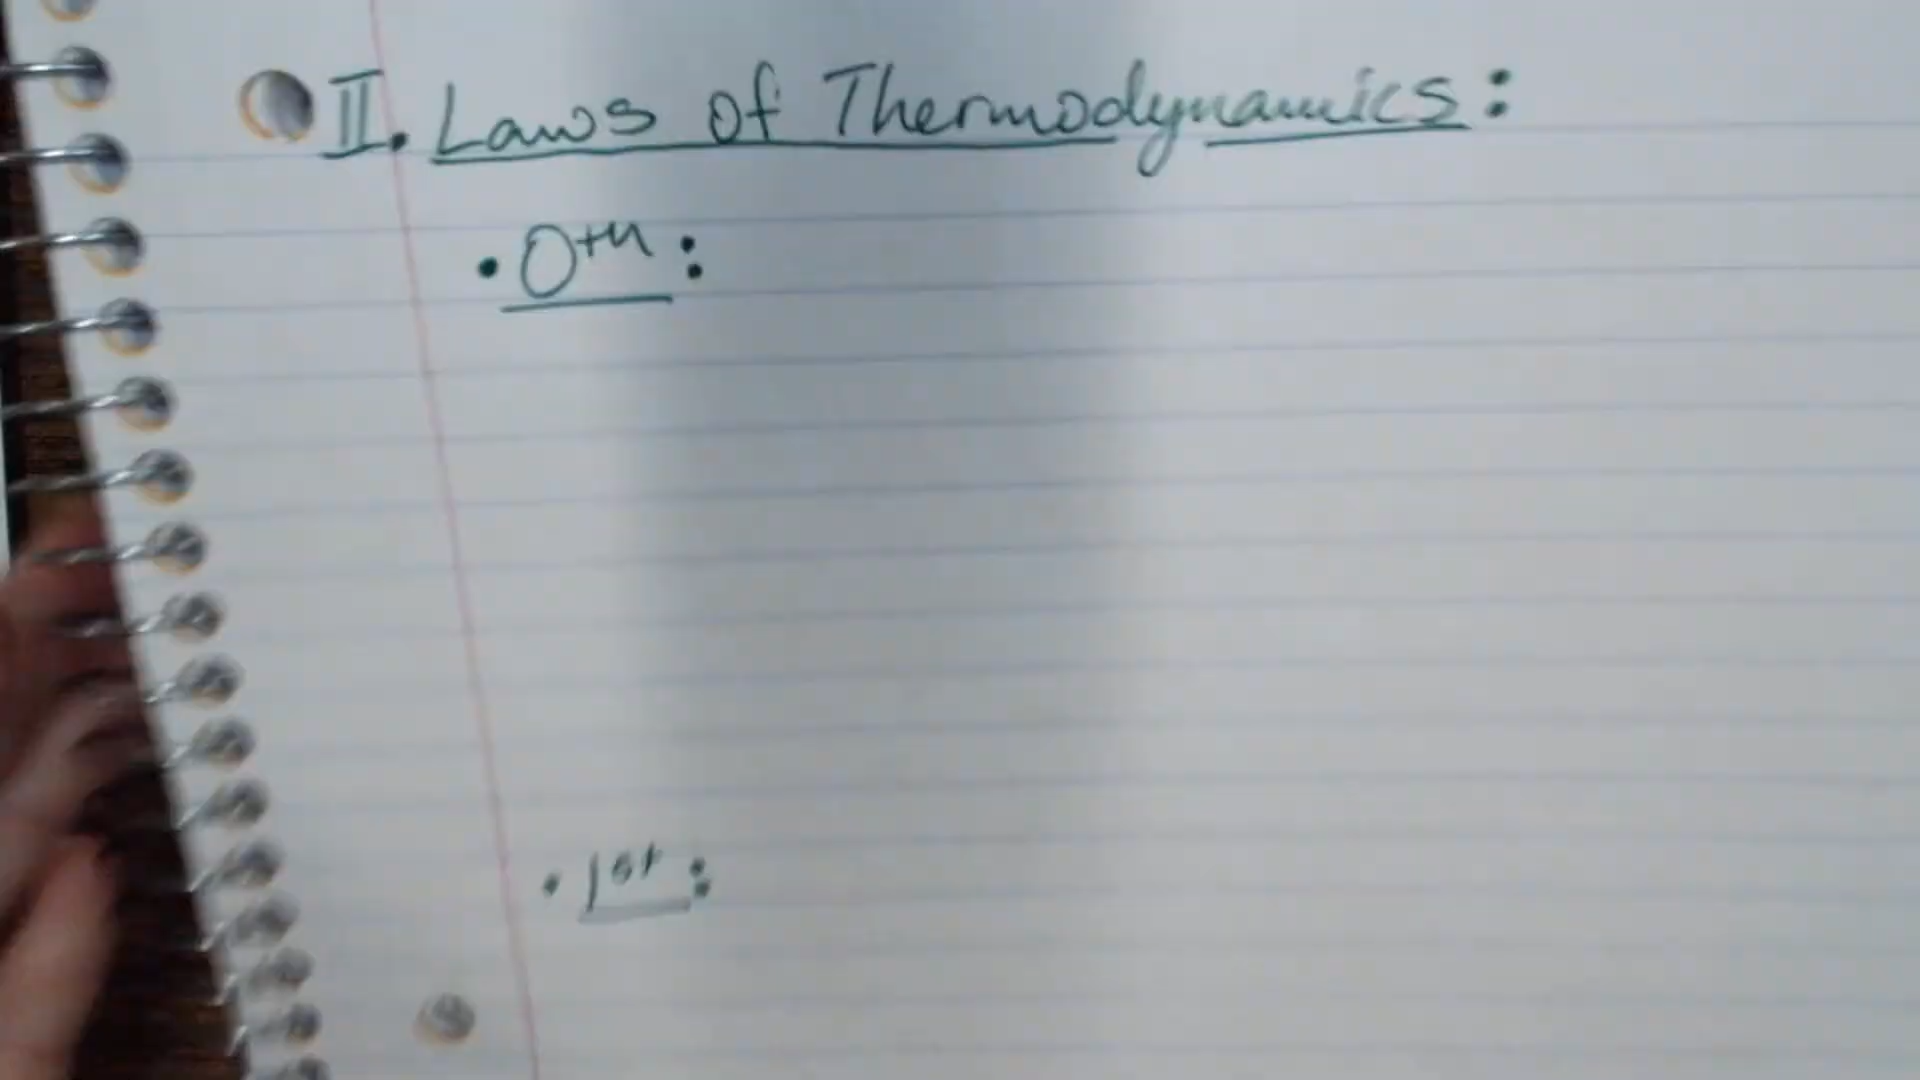 II. Laws of Thermodynamics:
• 0th:
• 1st: